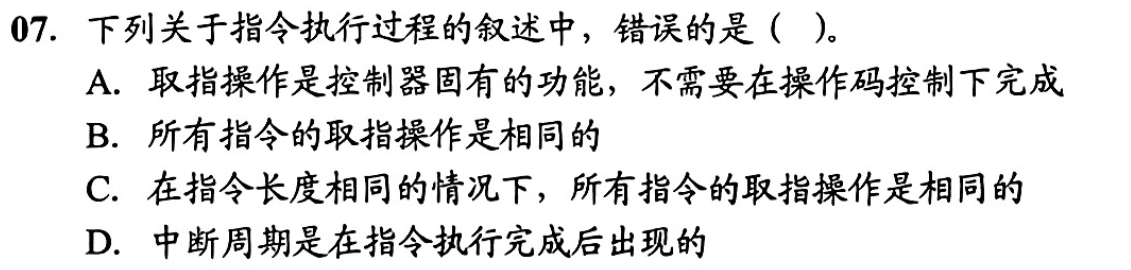 07. 下列关于指令执行过程的叙述中，错误的是（ ）。
A. 取指操作是控制器固有的功能，不需要在操作码控制下完成
B. 所有指令的取指操作是相同的
C. 在指令长度相同的情况下，所有指令的取指操作是相同的
D. 中断周期是在指令执行完成后出现的